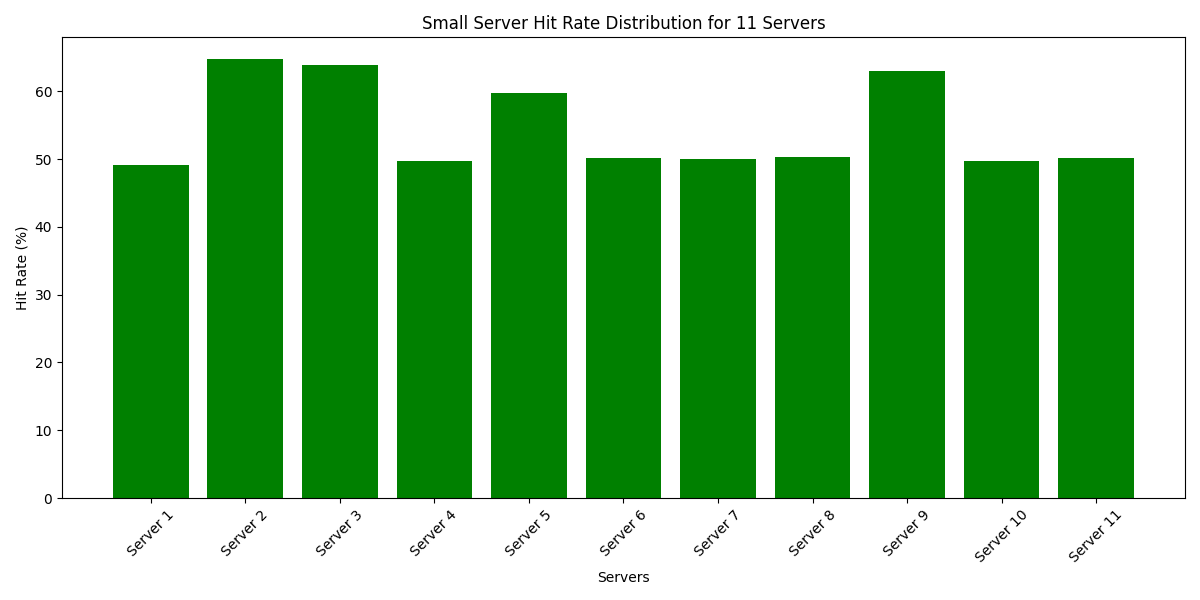 Small Server Hit Rate Distribution for 11 Servers
Hit Rate (%)
60
50
40
30
20
10
0
Server 1
Server 2
Server 3
Server 4
Server 5
Server 6
Server 7
Server 8
Server 9
Server 10
Server 11
Servers